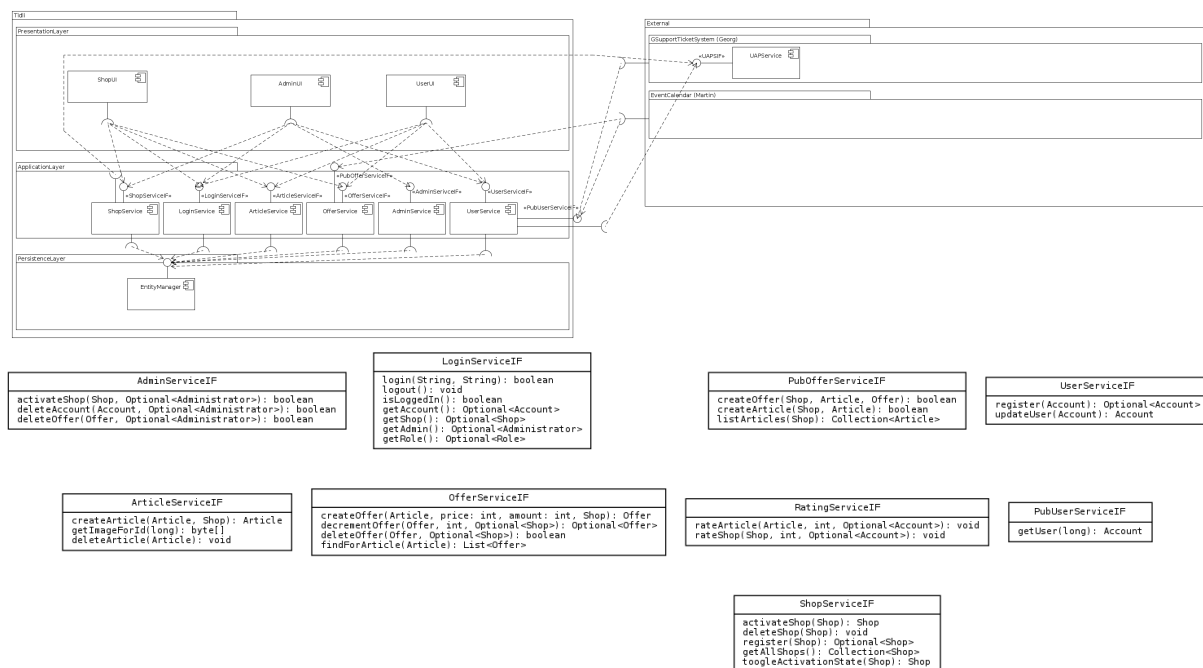 Tidli
PresentationLayer
ShopUI
AdminUI
UserUI
ApplicationLayer
«PubOfferServiceIF»
«ShopServiceIF»
«LoginServiceIF»
«ArticleServiceIF»
«OfferServiceIF»
«AdminServiceIF»
«UserServiceIF»
ShopService
LoginService
ArticleService
OfferService
AdminService
UserService
«PubUserServiceIF»
PersistenceLayer
EntityManager
External
GSupportTicketSystem (Georg)
«UAPSIF»
UAPService
EventCalendar (Martin)
AdminServiceIF
activateShop(Shop, Optional<Administrator>): boolean
deleteAccount(Account, Optional<Administrator>): boolean
deleteOffer(Offer, Optional<Administrator>): boolean
LoginServiceIF
login(String, String): boolean
logout(): void
isLoggedIn(): boolean
getAccount(): Optional<Account>
getShop(): Optional<Shop>
getAdmin(): Optional<Administrator>
getRole(): Optional<Role>
PubOfferServiceIF
createOffer(Shop, Article, Offer): boolean
createArticle(Shop, Article): boolean
listArticles(Shop): Collection<Article>
UserServiceIF
register(Account): Optional<Account>
updateUser(Account): Account
ArticleServiceIF
createArticle(Article, Shop): Article
getImageForId(long): byte[]
deleteArticle(Article): void
OfferServiceIF
createOffer(Article, price: int, amount: int, Shop): Offer
decrementOffer(Offer, int, Optional<Shop>): Optional<Offer>
deleteOffer(Offer, Optional<Shop>): boolean
findForArticle(Article): List<Offer>
RatingServiceIF
rateArticle(Article, int, Optional<Account>): void
rateShop(Shop, int, Optional<Account>): void
PubUserServiceIF
getUser(long): Account
ShopServiceIF
activateShop(Shop): Shop
deleteShop(Shop): void
register(Shop): Optional<Shop>
getAllShops(): Collection<Shop>
toogleActivationState(Shop): Shop